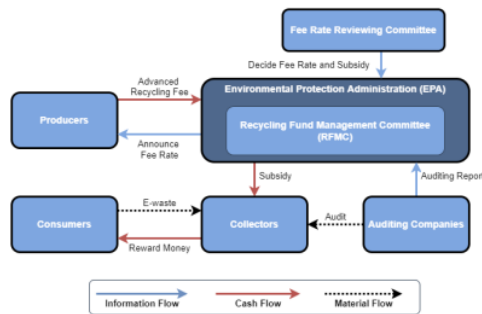 Fee Rate Reviewing Committee
Decide Fee Rate and Subsidy
Advanced
Recycling Fee
Environmental Protection Administration (EPA)
Producers
Recycling Fund Management Committee
(RFMC)
Announce
Fee Rate
Subsidy
Auditing Report
Consumers
E-waste
Collectors
Audit
Auditing Companies
Reward Money
Information Flow
Cash Flow
Material Flow